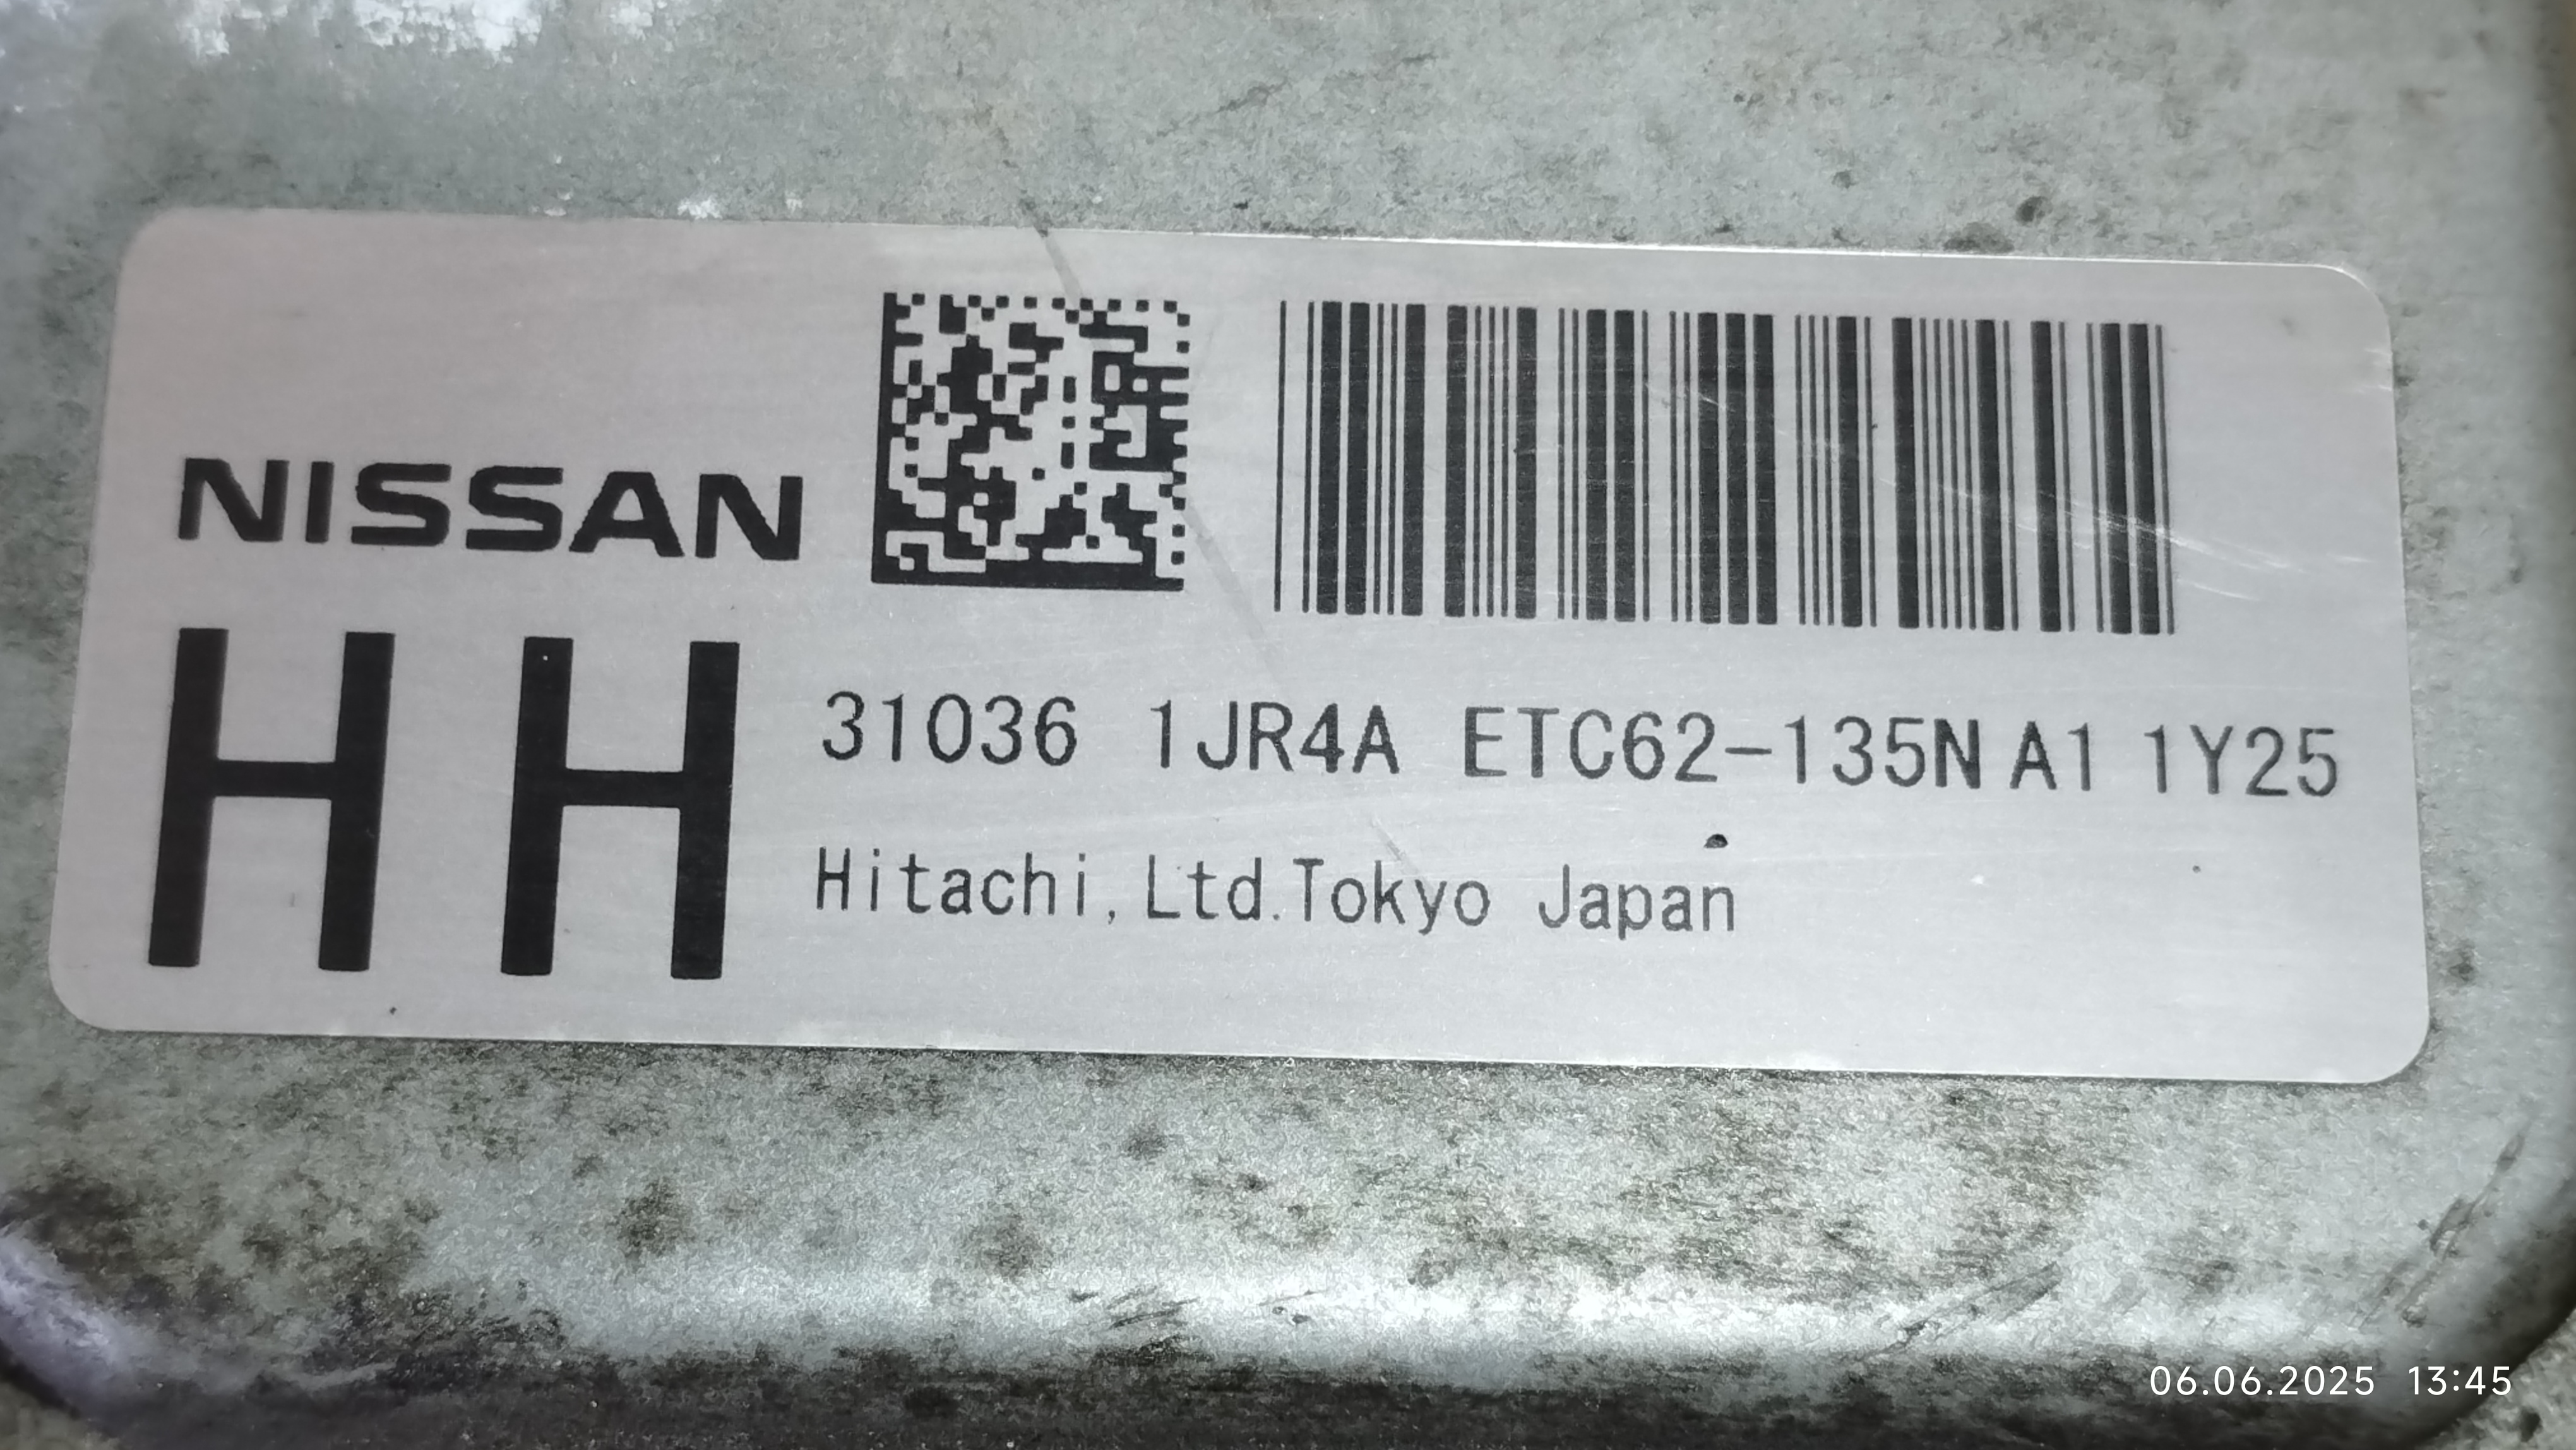 NISSAN
HH
31036 1JR4A ETC62-135N A1 1Y25
Hitachi,Ltd.Tokyo Japan
06.06.2025 13:45